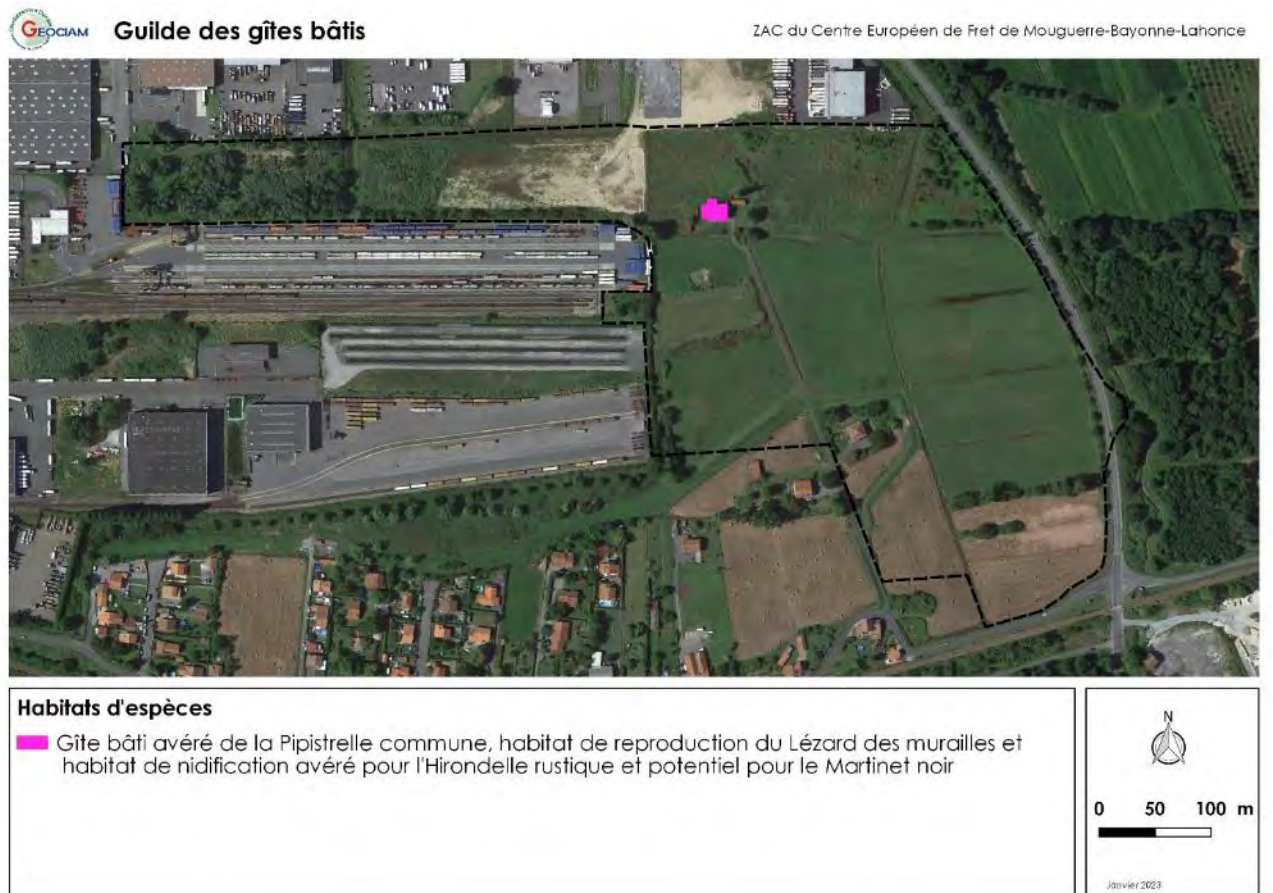 GEOCIAM
Guilde des gîtes bâtis
ZAC du Centre Européen de Fret de Mouguerre-Bayonne-Lahonce
Habitats d'espèces
Gîte bâti avéré de la Pipistrelle commune, habitat de reproduction du Lézard des murailles et
habitat de nidification avéré pour l'Hirondelle rustique et potentiel pour le Martinet noir
N
0 50 100 m
Janvier 2023